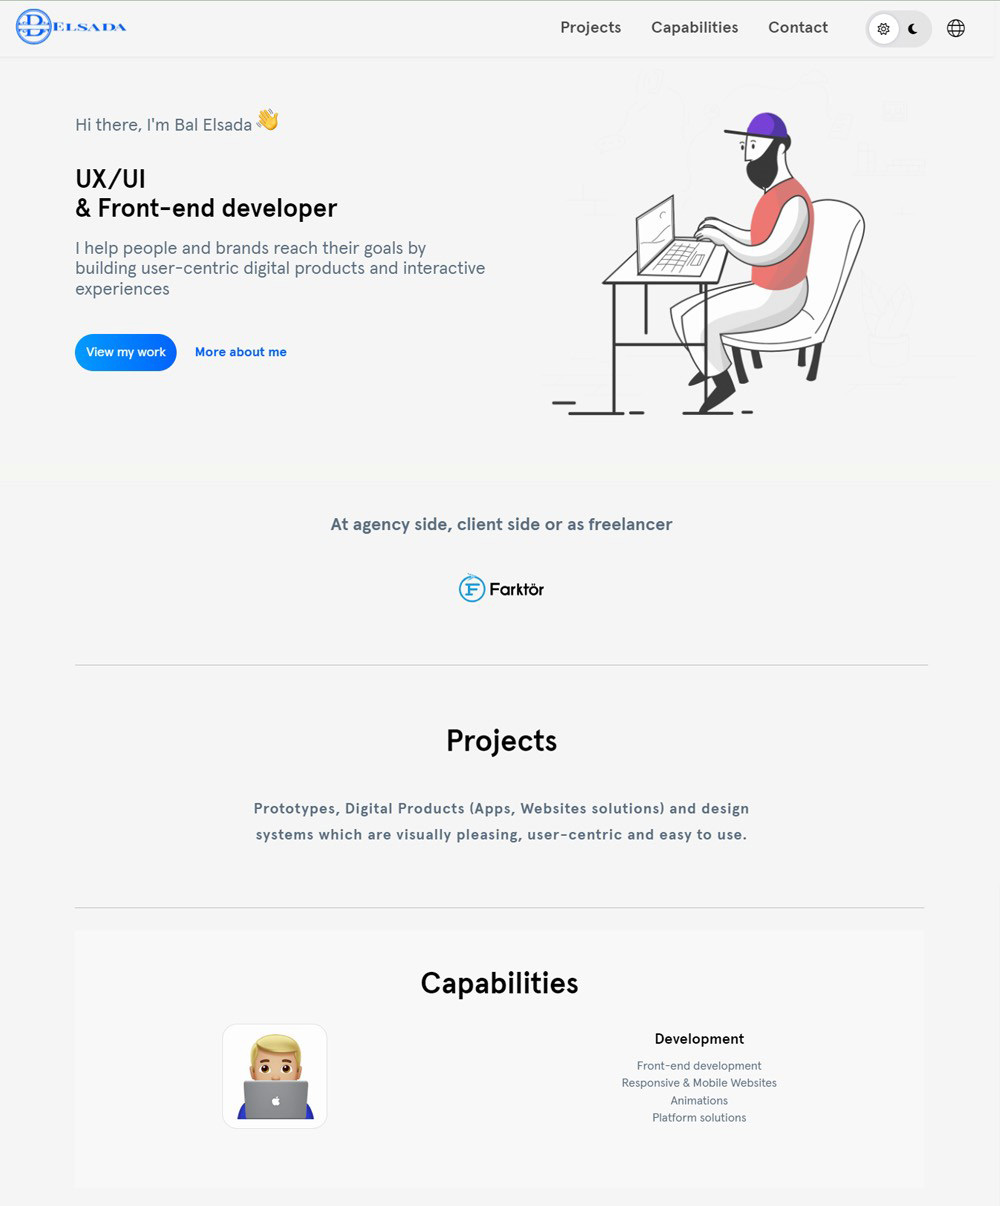 B ELSADA
Projects Capabilities Contact
Hi there, I'm Bal Elsada 👋
UX/UI
& Front-end developer
I help people and brands reach their goals by
building user-centric digital products and interactive
experiences
View my work More about me
At agency side, client side or as freelancer
F Farktör
Projects
Prototypes, Digital Products (Apps, Websites solutions) and design
systems which are visually pleasing, user-centric and easy to use.
Capabilities
Development
Front-end development
Responsive & Mobile Websites
Animations
Platform solutions